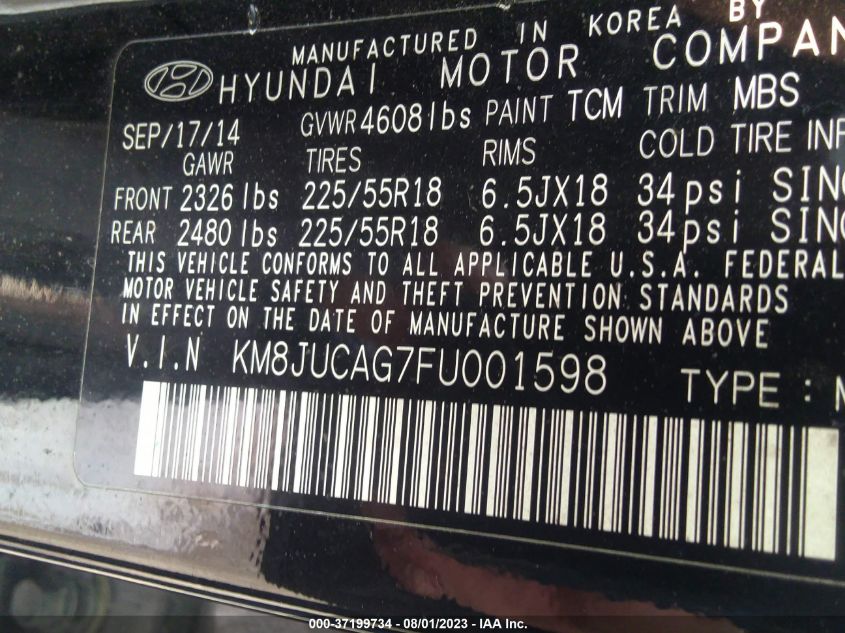 MANUFACTURED IN KOREA BY
HYUNDAI MOTOR COMPAN
SEP/17/14 GVWR 4608 lbs PAINT TCM TRIM MBS
GAWR TIRES RIMS COLD TIRE INF
FRONT 2326 lbs 225/55R18 6.5JX18 34psi SING
REAR 2480 lbs 225/55R18 6.5JX18 34psi SING
THIS VEHICLE CONFORMS TO ALL APPLICABLE U.S.A. FEDERAL
MOTOR VEHICLE SAFETY AND THEFT PREVENTION STANDARDS
IN EFFECT ON THE DATE OF MANUFACTURE SHOWN ABOVE
V.I.N KM8JUCAG7FU001598 TYPE : M
000-37199734 - 08/01/2023 - IAA Inc.